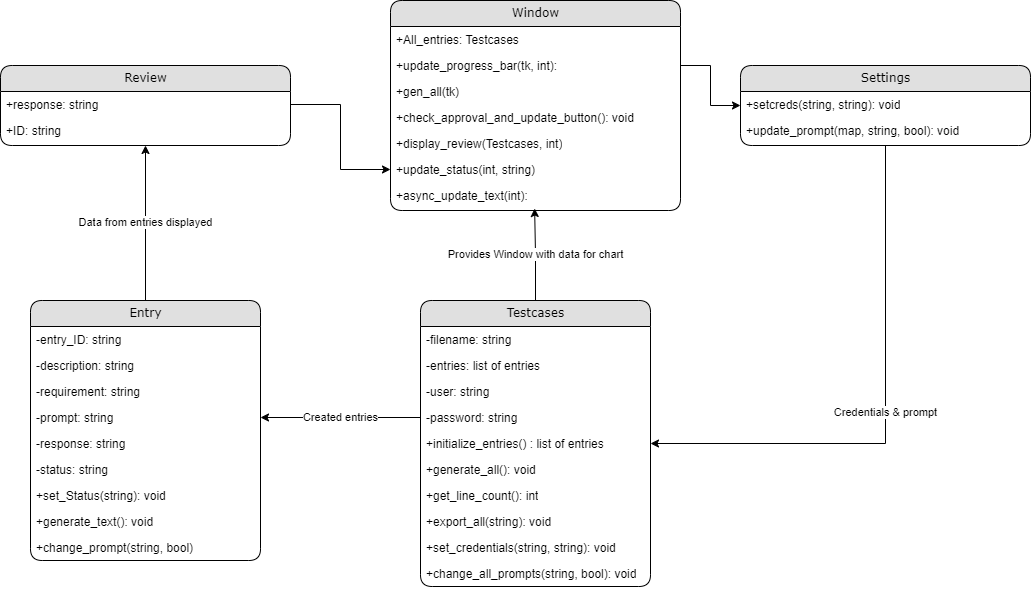 Window
+All_entries: Testcases
+update_progress_bar(tk, int):
+gen_all(tk)
+check_approval_and_update_button(): void
+display_review(Testcases, int)
+update_status(int, string)
+async_update_text(int):
Review
+response: string
+ID: string
Settings
+setcreds(string, string): void
+update_prompt(map, string, bool): void
Data from entries displayed
Provides Window with data for chart
Entry
-entry_ID: string
-description: string
-requirement: string
-prompt: string
-response: string
-status: string
+set_Status(string): void
+generate_text(): void
+change_prompt(string, bool)
Created entries
Testcases
-filename: string
-entries: list of entries
-user: string
-password: string
+initialize_entries() : list of entries
+generate_all(): void
+get_line_count(): int
+export_all(string): void
+set_credentials(string, string): void
+change_all_prompts(string, bool): void
Credentials & prompt